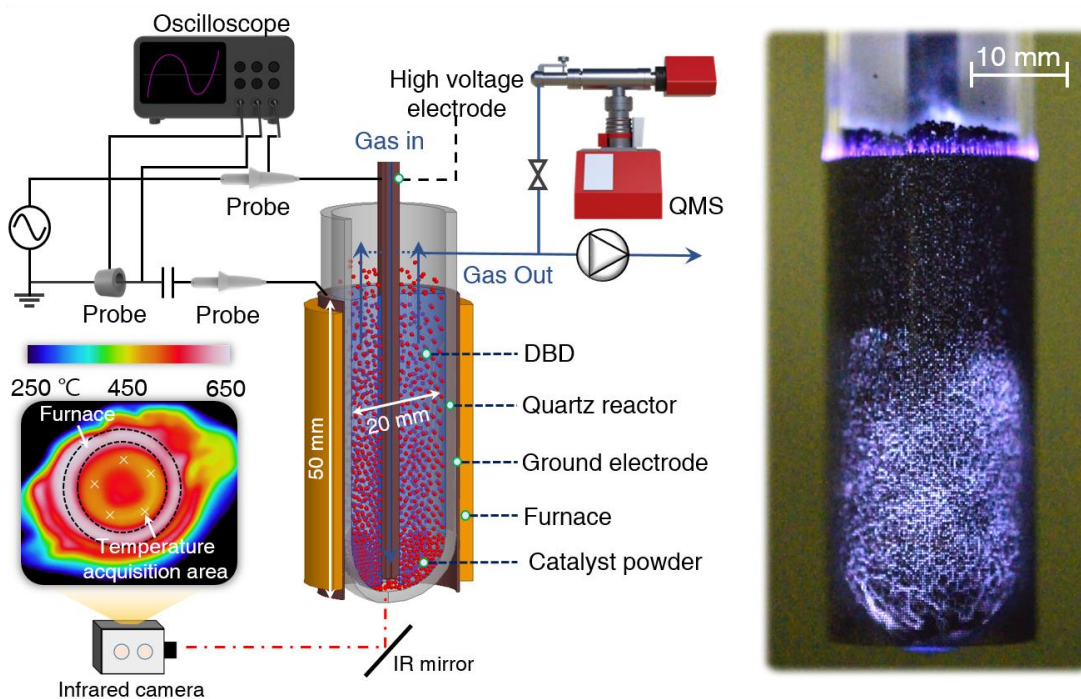 Oscilloscope
High voltage
electrode
Gas in
Probe
QMS
Gas Out
Probe
Probe
DBD
250 ℃ 450 650
Furnace
Quartz reactor
20 mm
50 mm
Ground electrode
Furnace
Temperature
acquisition area
Catalyst powder
IR mirror
Infrared camera
10 mm